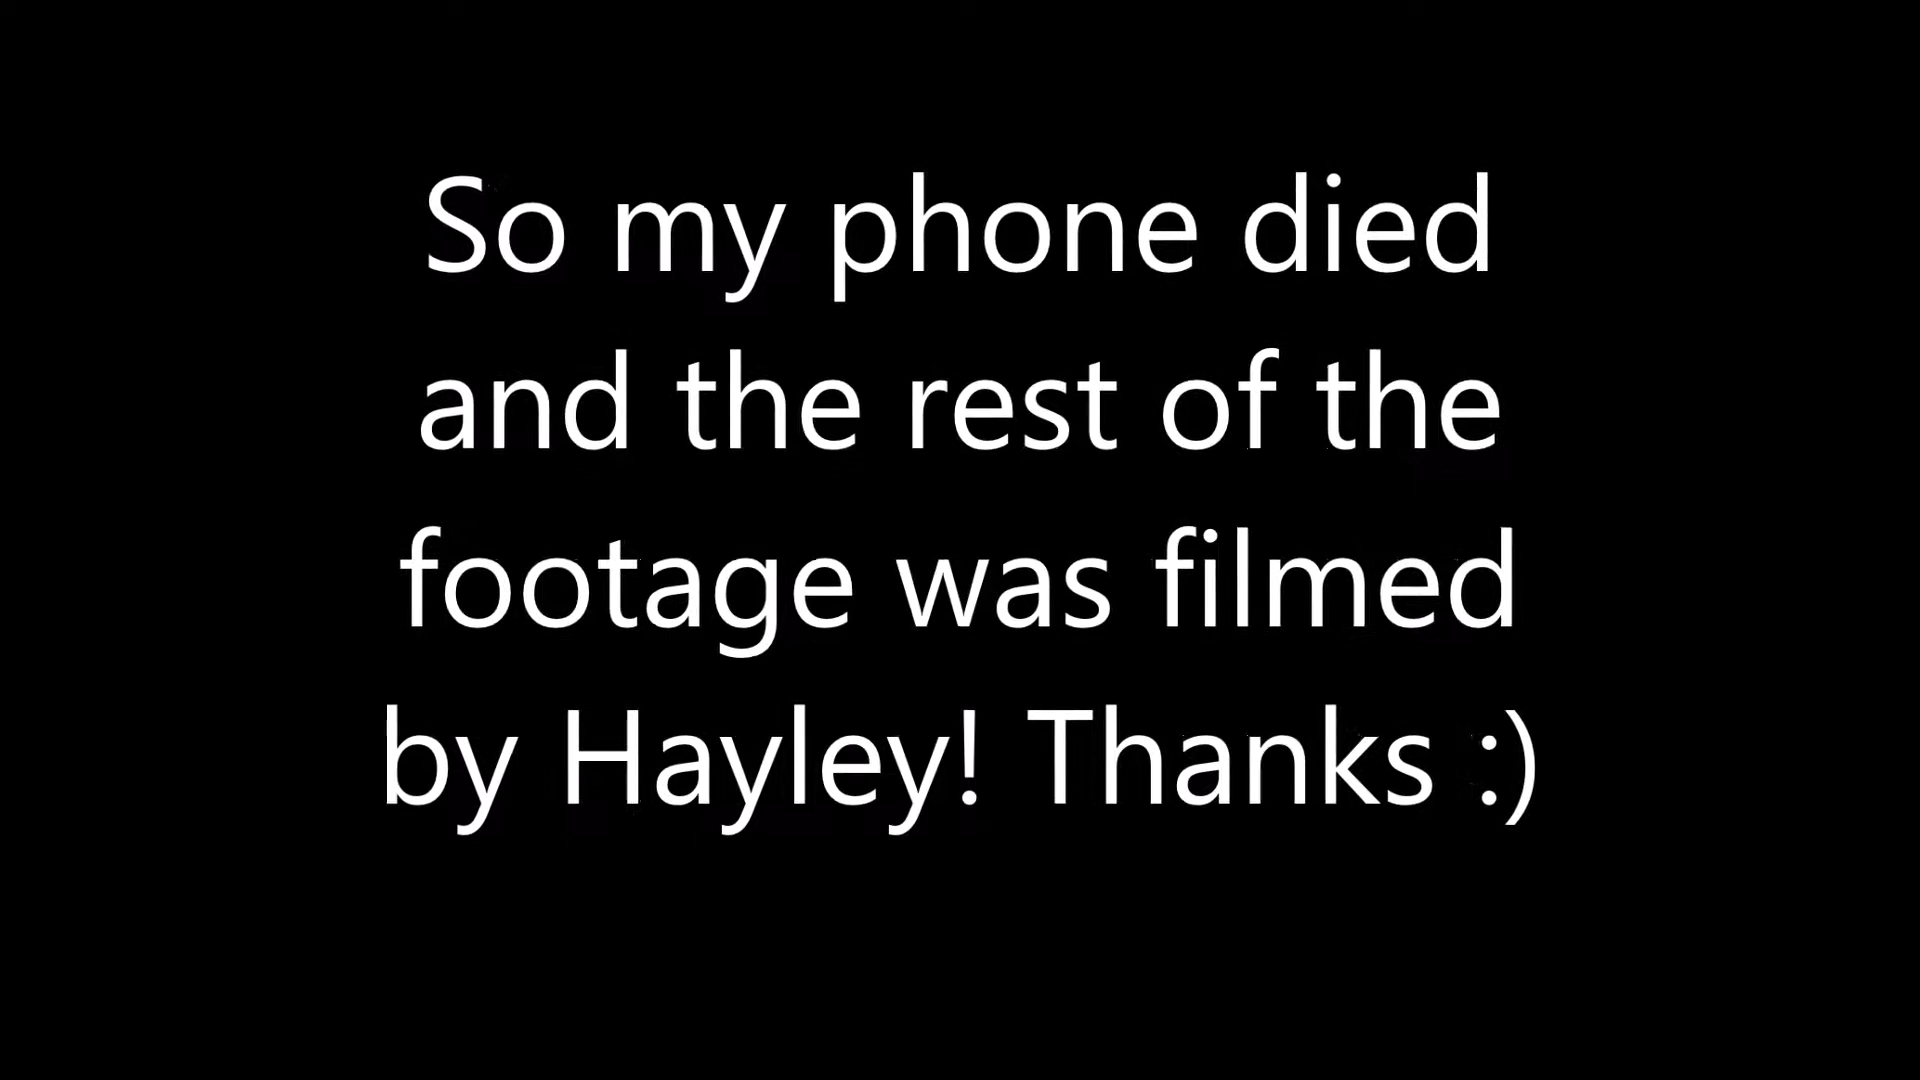 So my phone died
and the rest of the
footage was filmed
by Hayley! Thanks :)